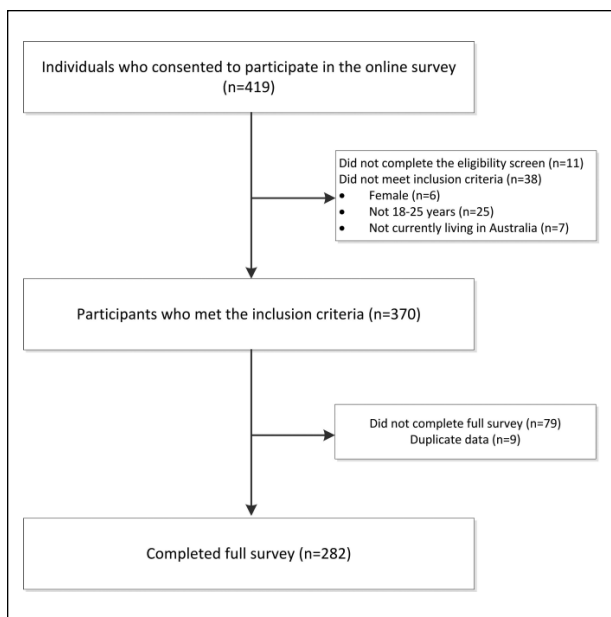 Individuals who consented to participate in the online survey
(n=419)
Did not complete the eligibility screen (n=11)
Did not meet inclusion criteria (n=38)
• Female (n=6)
• Not 18-25 years (n=25)
• Not currently living in Australia (n=7)
Participants who met the inclusion criteria (n=370)
Did not complete full survey (n=79)
Duplicate data (n=9)
Completed full survey (n=282)